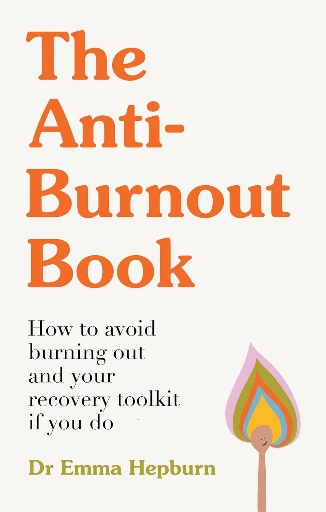 The
Anti-
Burnout
Book
How to avoid
burning out
and your
recovery toolkit
if you do
Dr Emma Hepburn